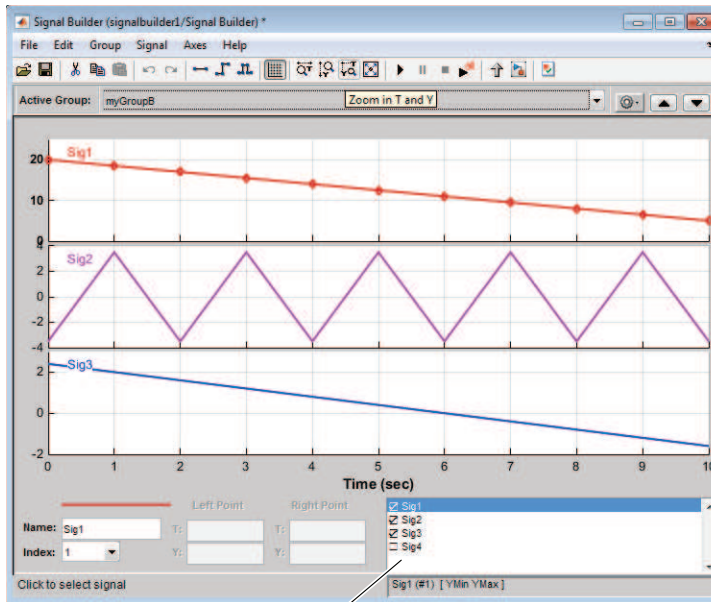 Signal Builder (signalbuilder1/Signal Builder) *
File Edit Group Signal Axes Help
Active Group: myGroupB
Zoom in T and Y
Sig1
20
10
0
Sig2
4
2
0
-2
-4
Sig3
2
0
-2
0 1 2 3 4 5 6 7 8 9 10
Time (sec)
Left Point Right Point
Name: Sig1 T: T:
Index: 1 Y: Y:
Sig1
Sig2
Sig3
Sig4
Click to select signal
Sig1 (#1) [ YMin YMax ]